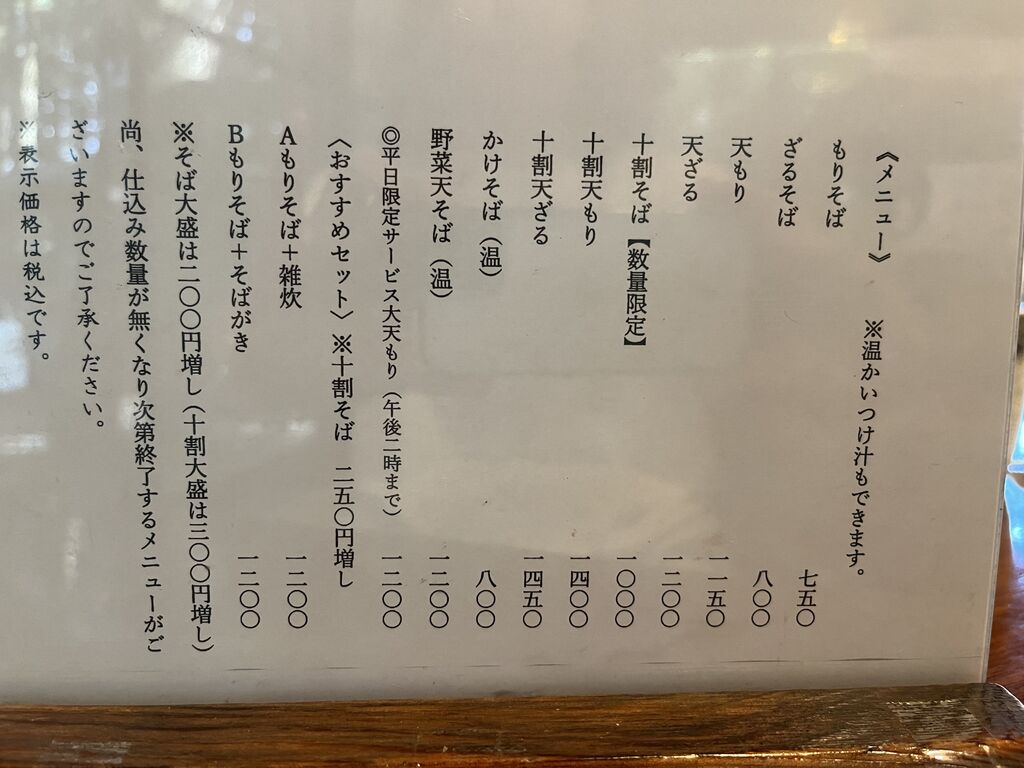 《メニュー》　※温かいつけ汁もできます。
もりそば　七五〇
ざるそば　八〇〇
天もり　一一五〇
天ざる　一二〇〇
十割そば【数量限定】　一〇〇〇
十割天もり　一四〇〇
十割天ざる　一四五〇
かけそば（温）　八〇〇
野菜天そば（温）　一二〇〇
◎平日限定サービス大天もり（午後二時まで）　一二〇〇
〈おすすめセット〉※十割そば　二五〇円増し
Aもりそば＋雑炊　一二〇〇
Bもりそば＋そばがき　一二〇〇
※そば大盛は二〇〇円増し（十割大盛は三〇〇円増し）
尚、仕込み数量が無くなり次第終了するメニューがご
ざいますのでご了承ください。
※表示価格は税込です。